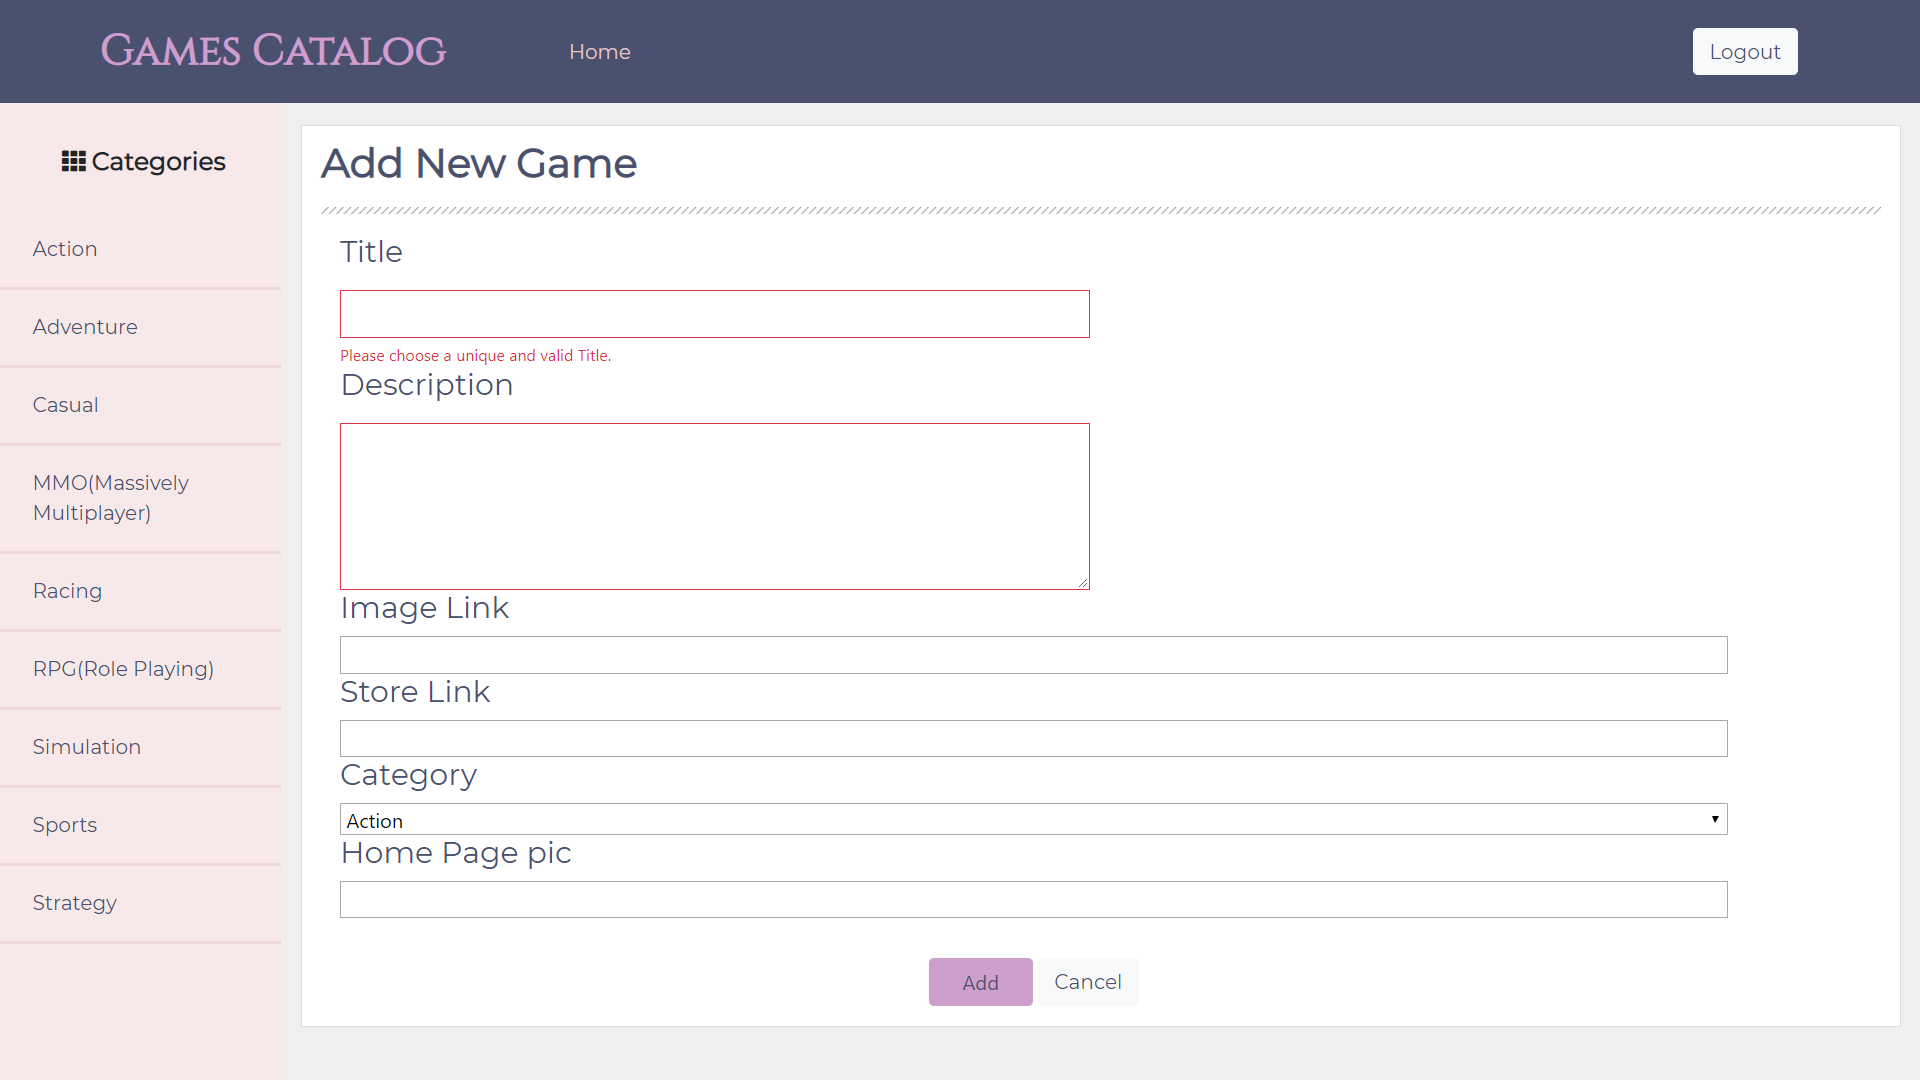 Games Catalog
Home
Logout
Categories
Action
Adventure
Casual
MMO(Massively
Multiplayer)
Racing
RPG(Role Playing)
Simulation
Sports
Strategy
Add New Game
Title
Please choose a unique and valid Title.
Description
Image Link
Store Link
Category
Action
Home Page pic
Add
Cancel